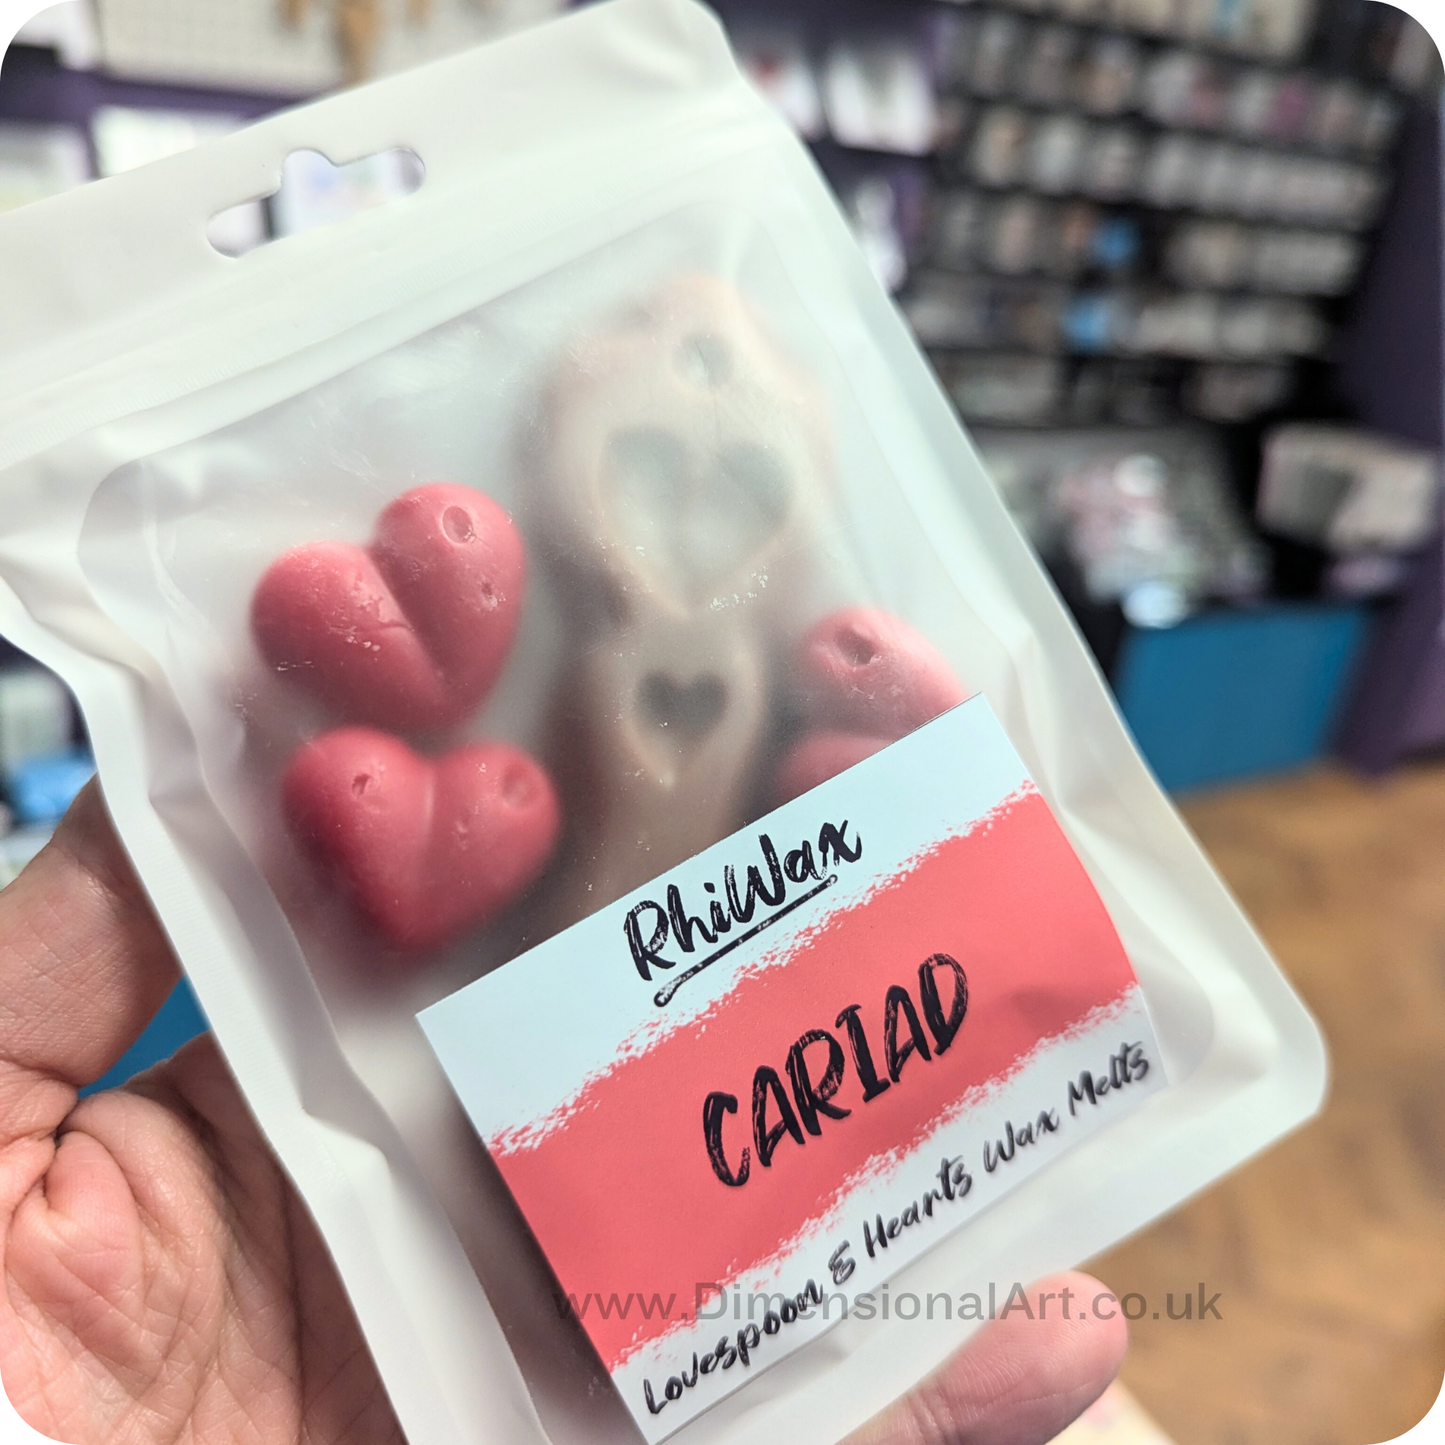 RhiWax
CARIAD
Lovespoon & Hearts Wax Melts
www.DimensionalArt.co.uk